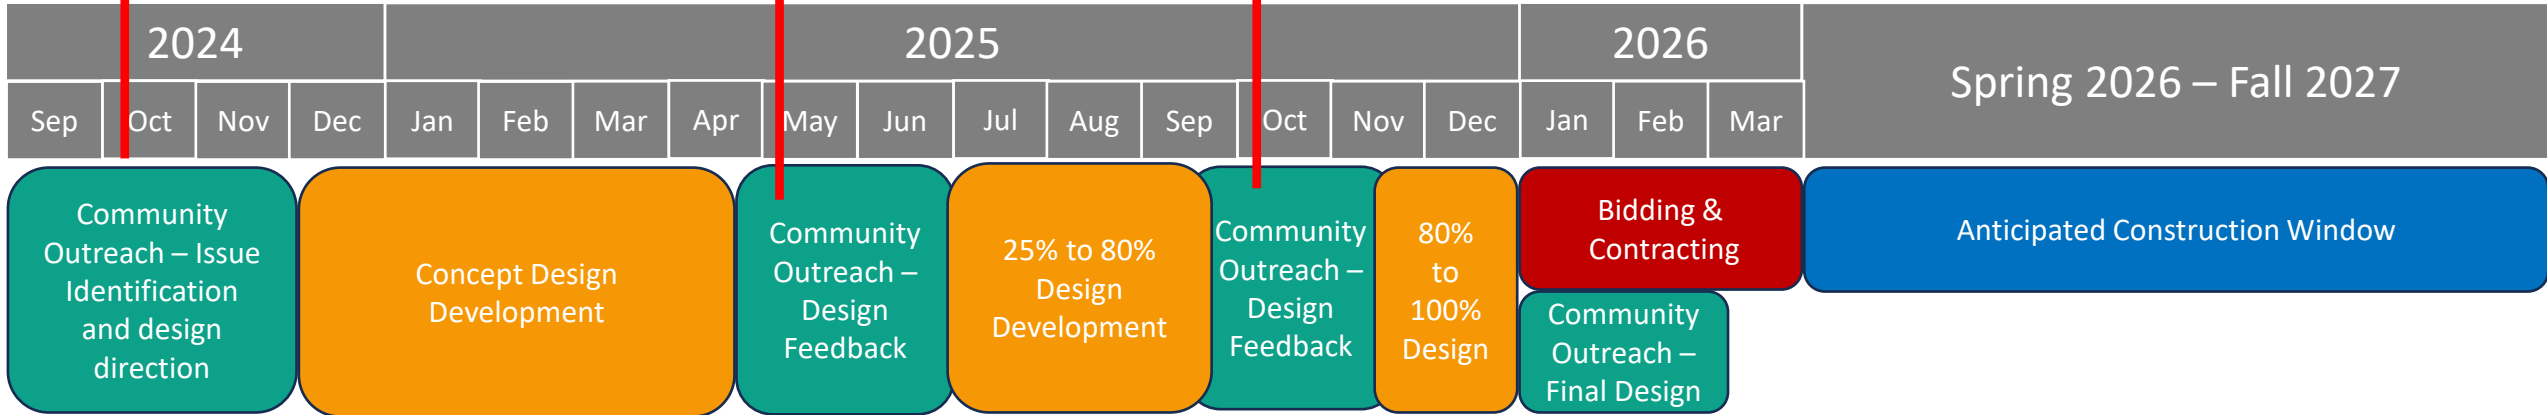 2024
2025
2026
Spring 2026 – Fall 2027
Sep
Oct
Nov
Dec
Jan
Feb
Mar
Apr
May
Jun
Jul
Aug
Sep
Oct
Nov
Dec
Jan
Feb
Mar
Community
Outreach – Issue
Identification
and design
direction
Concept Design
Development
Community
Outreach –
Design
Feedback
25% to 80%
Design
Development
Community
Outreach –
Design
Feedback
80%
to
100%
Design
Bidding &
Contracting
Community
Outreach –
Final Design
Anticipated Construction Window